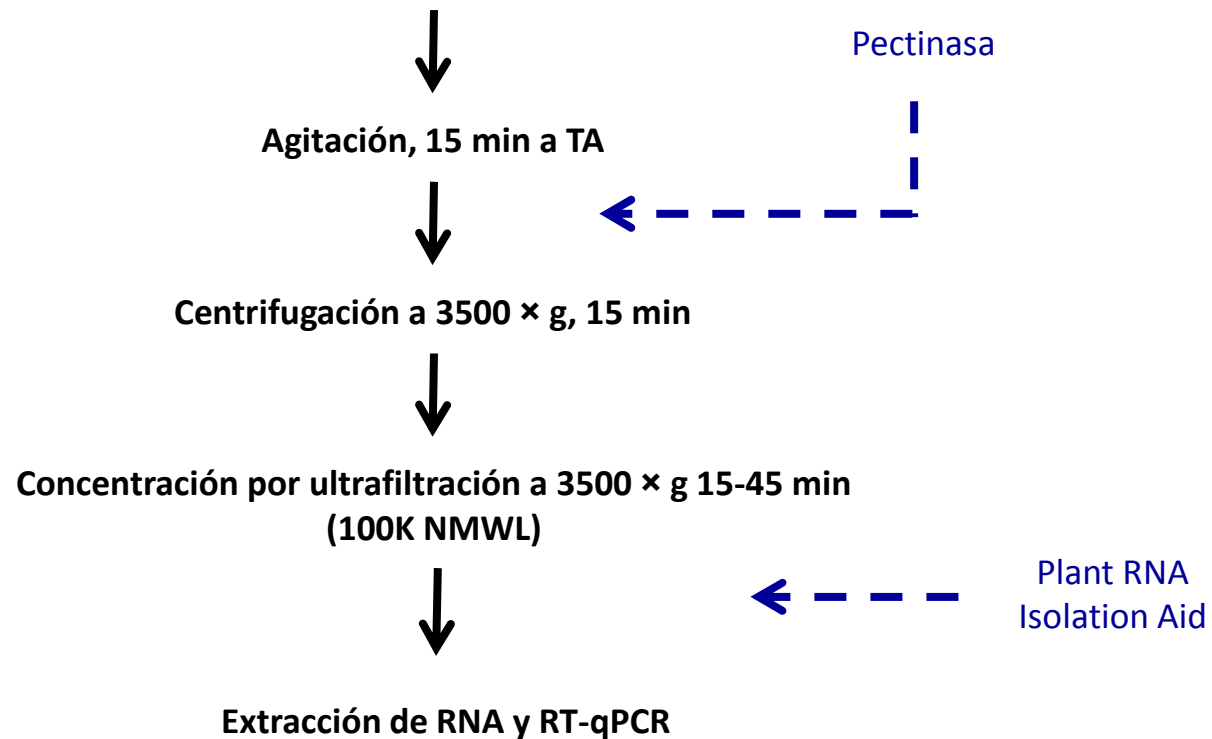 Pectinasa
Agitación, 15 min a TA
Centrifugación a 3500 × g, 15 min
Concentración por ultrafiltración a 3500 × g 15-45 min
(100K NMWL)
Plant RNA
Isolation Aid
Extracción de RNA y RT-qPCR